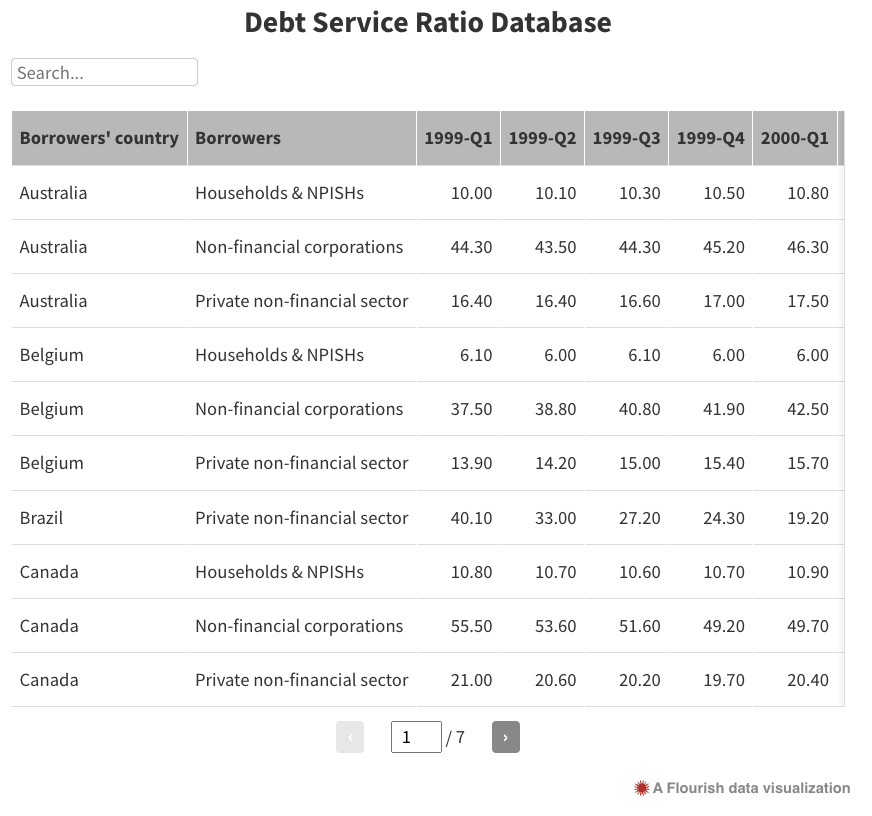 Debt Service Ratio Database
Search...
Borrowers' country Borrowers 1999-Q1 1999-Q2 1999-Q3 1999-Q4 2000-Q1
Australia Households & NPISHs 10.00 10.10 10.30 10.50 10.80
Australia Non-financial corporations 44.30 43.50 44.30 45.20 46.30
Australia Private non-financial sector 16.40 16.40 16.60 17.00 17.50
Belgium Households & NPISHs 6.10 6.00 6.10 6.00 6.00
Belgium Non-financial corporations 37.50 38.80 40.80 41.90 42.50
Belgium Private non-financial sector 13.90 14.20 15.00 15.40 15.70
Brazil Private non-financial sector 40.10 33.00 27.20 24.30 19.20
Canada Households & NPISHs 10.80 10.70 10.60 10.70 10.90
Canada Non-financial corporations 55.50 53.60 51.60 49.20 49.70
Canada Private non-financial sector 21.00 20.60 20.20 19.70 20.40
‹ 1 / 7 ›
A Flourish data visualization